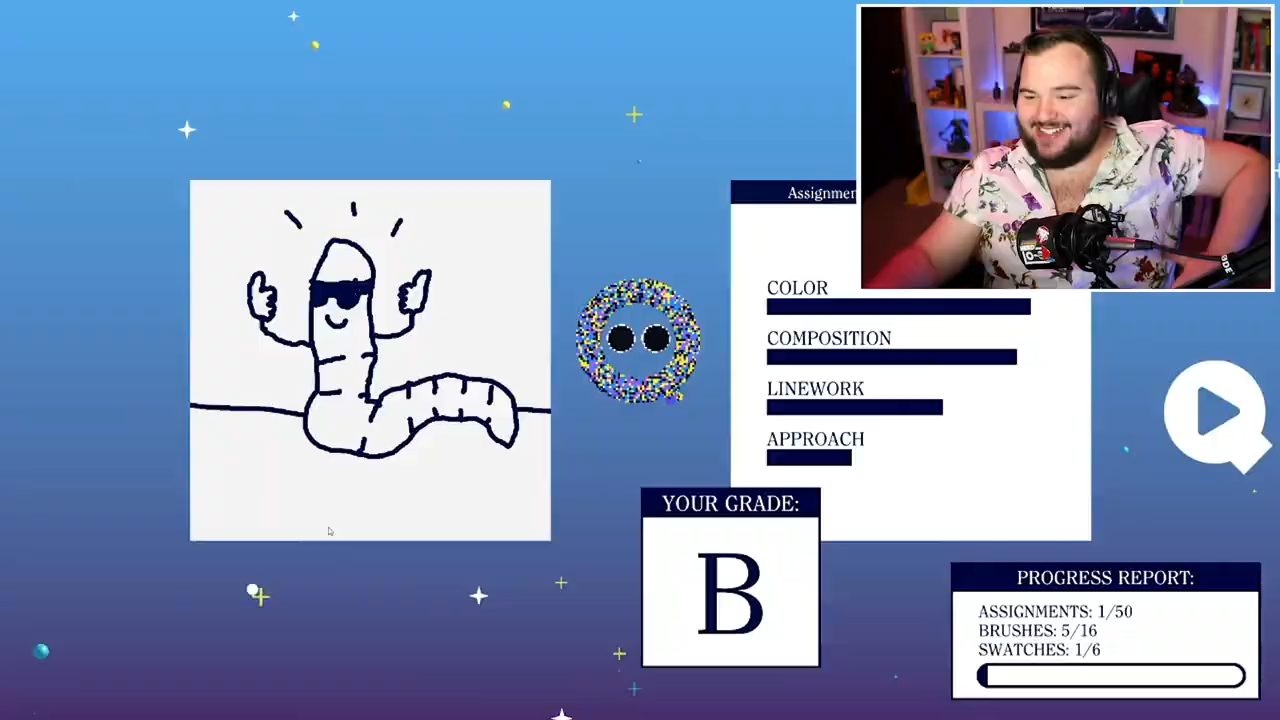 Assignmen
COLOR
COMPOSITION
LINEWORK
APPROACH
YOUR GRADE:
B
PROGRESS REPORT:
ASSIGNMENTS: 1/50
BRUSHES: 5/16
SWATCHES: 1/6